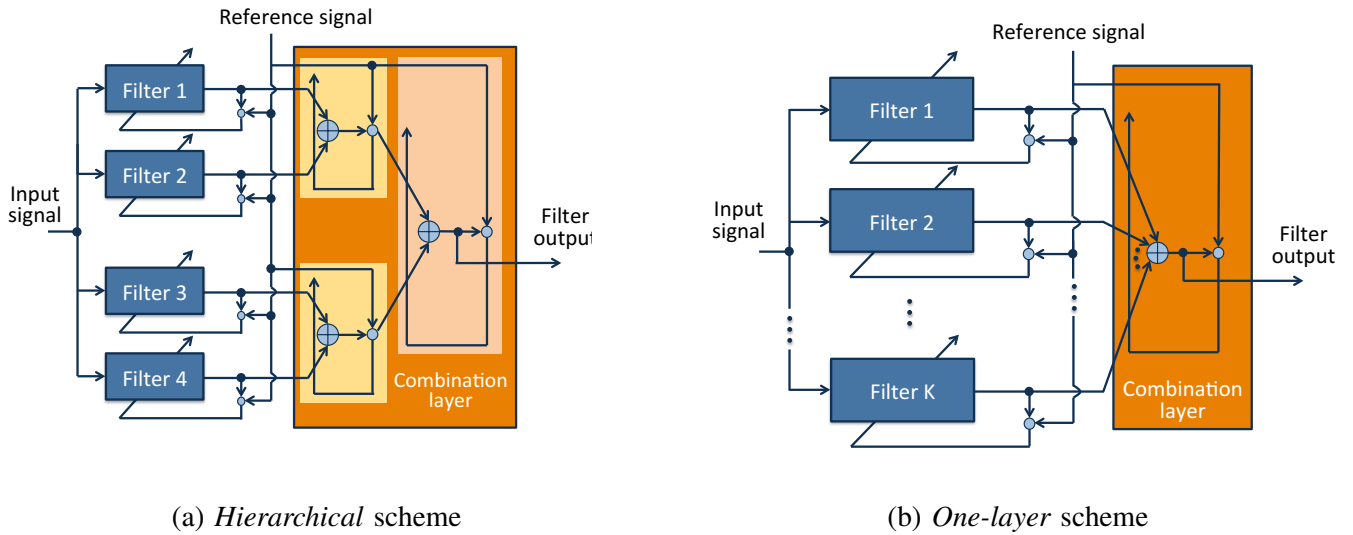 Reference signal
Filter 1
Filter 2
Input
signal
Filter
output
Filter 3
Filter 4
Combination
layer
(a) Hierarchical scheme
Reference signal
Filter 1
Filter 2
Input
signal
Filter
output
Filter K
Combination
layer
(b) One-layer scheme